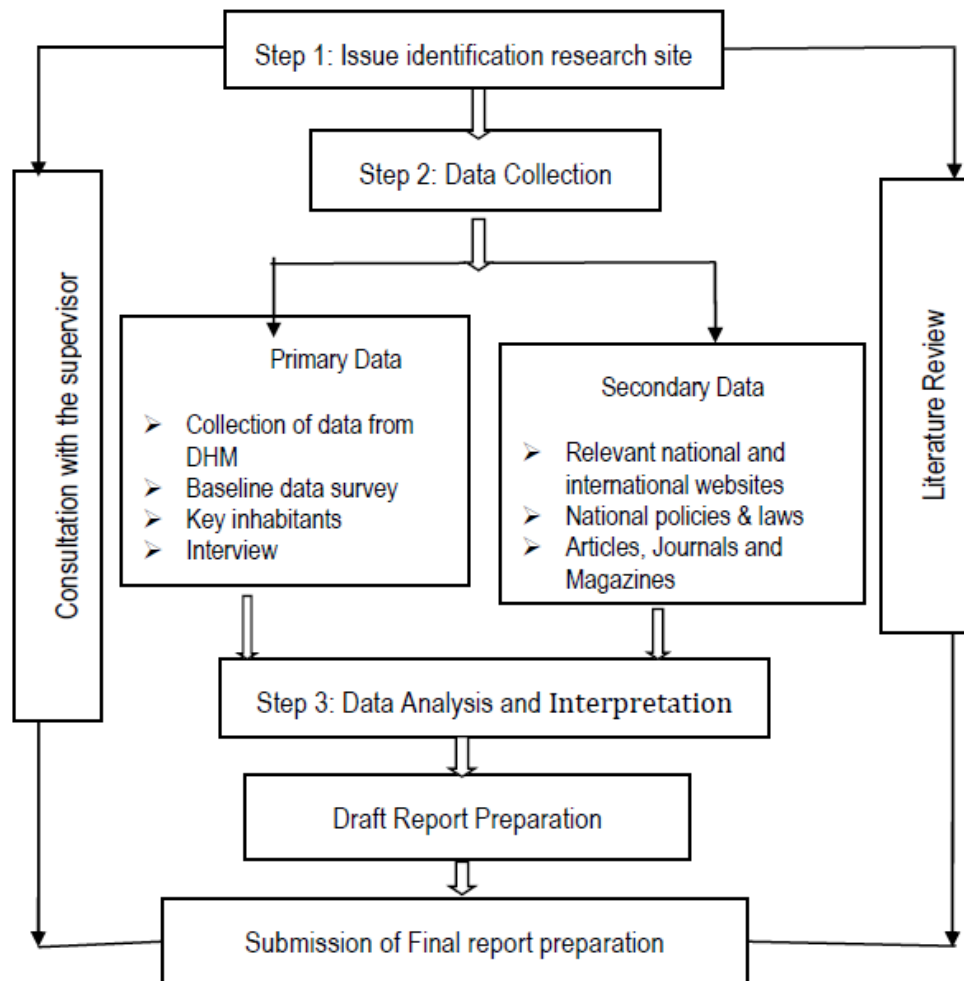 Step 1: Issue identification research site
Step 2: Data Collection
Consultation with the supervisor
Primary Data
➢ Collection of data from
DHM
➢ Baseline data survey
➢ Key inhabitants
➢ Interview
Secondary Data
➢ Relevant national and
international websites
➢ National policies & laws
➢ Articles, Journals and
Magazines
Literature Review
Step 3: Data Analysis and Interpretation
Draft Report Preparation
Submission of Final report preparation